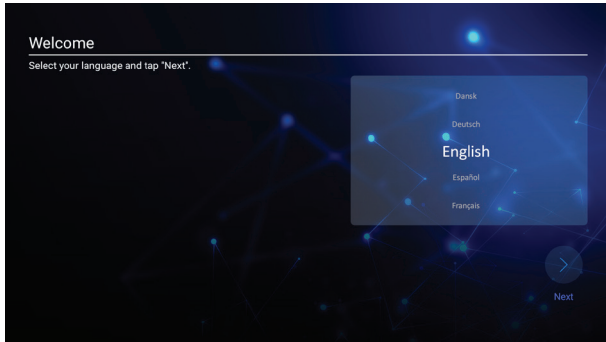 Welcome
Select your language and tap "Next".
Dansk
Deutsch
English
Español
Français
Next